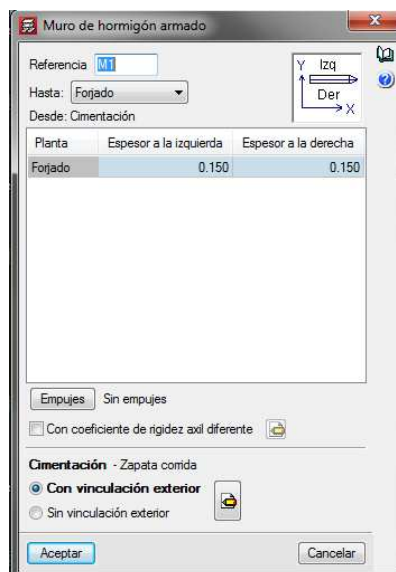 Muro de hormigón armado
Referencia M1
Hasta: Forjado
Desde: Cimentación
Y Izq
Der
X
Planta Espesor a la izquierda Espesor a la derecha
Forjado 0.150 0.150
Empujes Sin empujes
Con coeficiente de rigidez axil diferente
Cimentación - Zapata corrida
Con vinculación exterior
Sin vinculación exterior
Aceptar Cancelar